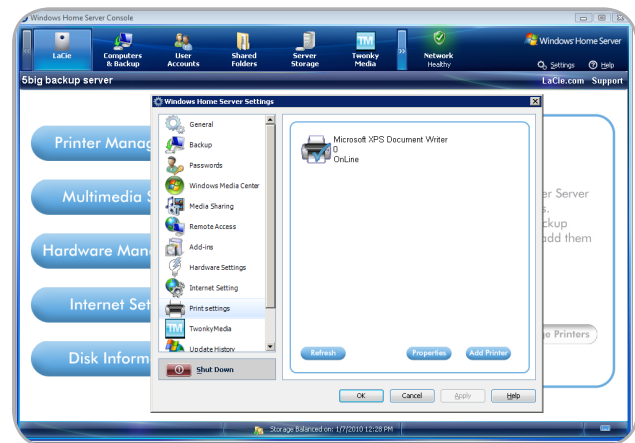 Windows Home Server Console
LaCie
Computers
& Backup
User
Accounts
Shared
Folders
Server
Storage
TM
Twonky
Media
Network
Healthy
Windows Home Server
Settings
Help
5big backup server
LaCie.com Support
Windows Home Server Settings
Printer Manag
Multimedia S
Hardware Man
Internet Set
Disk Inform
General
Backup
Passwords
Windows Media Center
Media Sharing
Remote Access
Add-ins
Hardware Settings
Internet Setting
Print settings
TM
TwonkyMedia
Update History
Shut Down
Microsoft XPS Document Writer
0
OnLine
Refresh
Properties
Add Printer
OK
Cancel
Apply
Help
er Server
s.
ckup
add them
e Printers
Storage Balanced on: 1/7/2010 12:28 PM